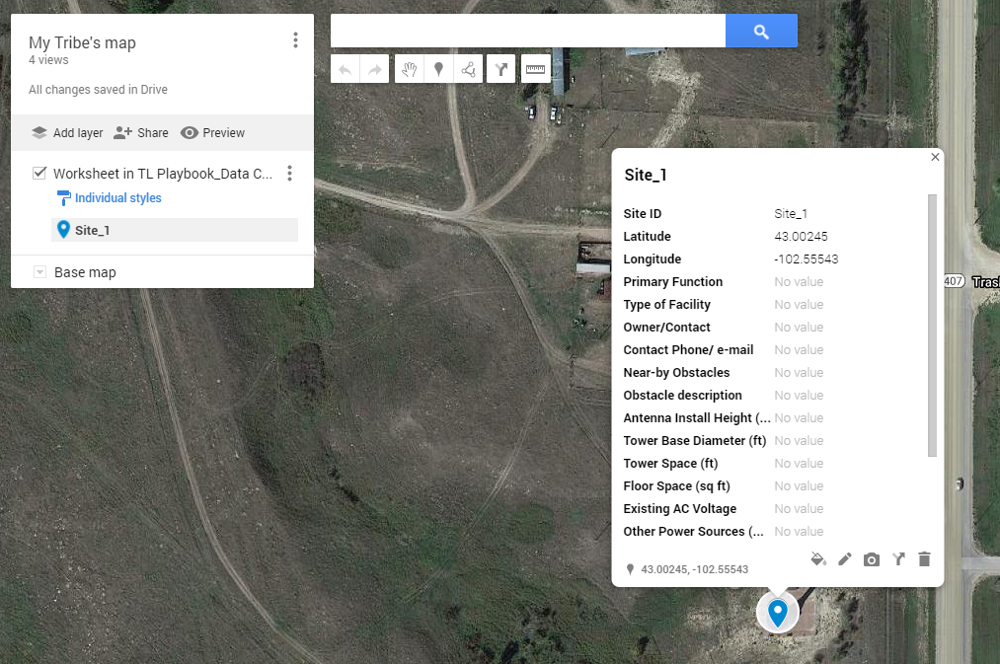 My Tribe's map
4 views
All changes saved in Drive
Add layer Share Preview
Worksheet in TL Playbook_Data C...
Individual styles
Site_1
Base map
Site_1
Site ID Site_1
Latitude 43.00245
Longitude -102.55543
Primary Function No value
Type of Facility No value
Owner/Contact No value
Contact Phone/ e-mail No value
Near-by Obstacles No value
Obstacle description No value
Antenna Install Height (... No value
Tower Base Diameter (ft) No value
Tower Space (ft) No value
Floor Space (sq ft) No value
Existing AC Voltage No value
Other Power Sources (... No value
43.00245, -102.55543
407